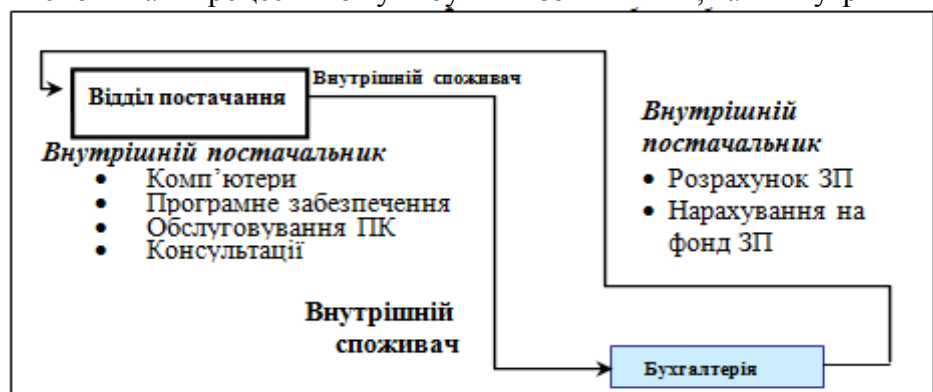 Відділ постачання
Внутрішній споживач
Внутрішній постачальник
• Комп’ютери
• Програмне забезпечення
• Обслуговування ПК
• Консультації
Внутрішній
постачальник
• Розрахунок ЗП
• Нарахування на
фонд ЗП
Внутрішній
споживач
Бухгалтерія